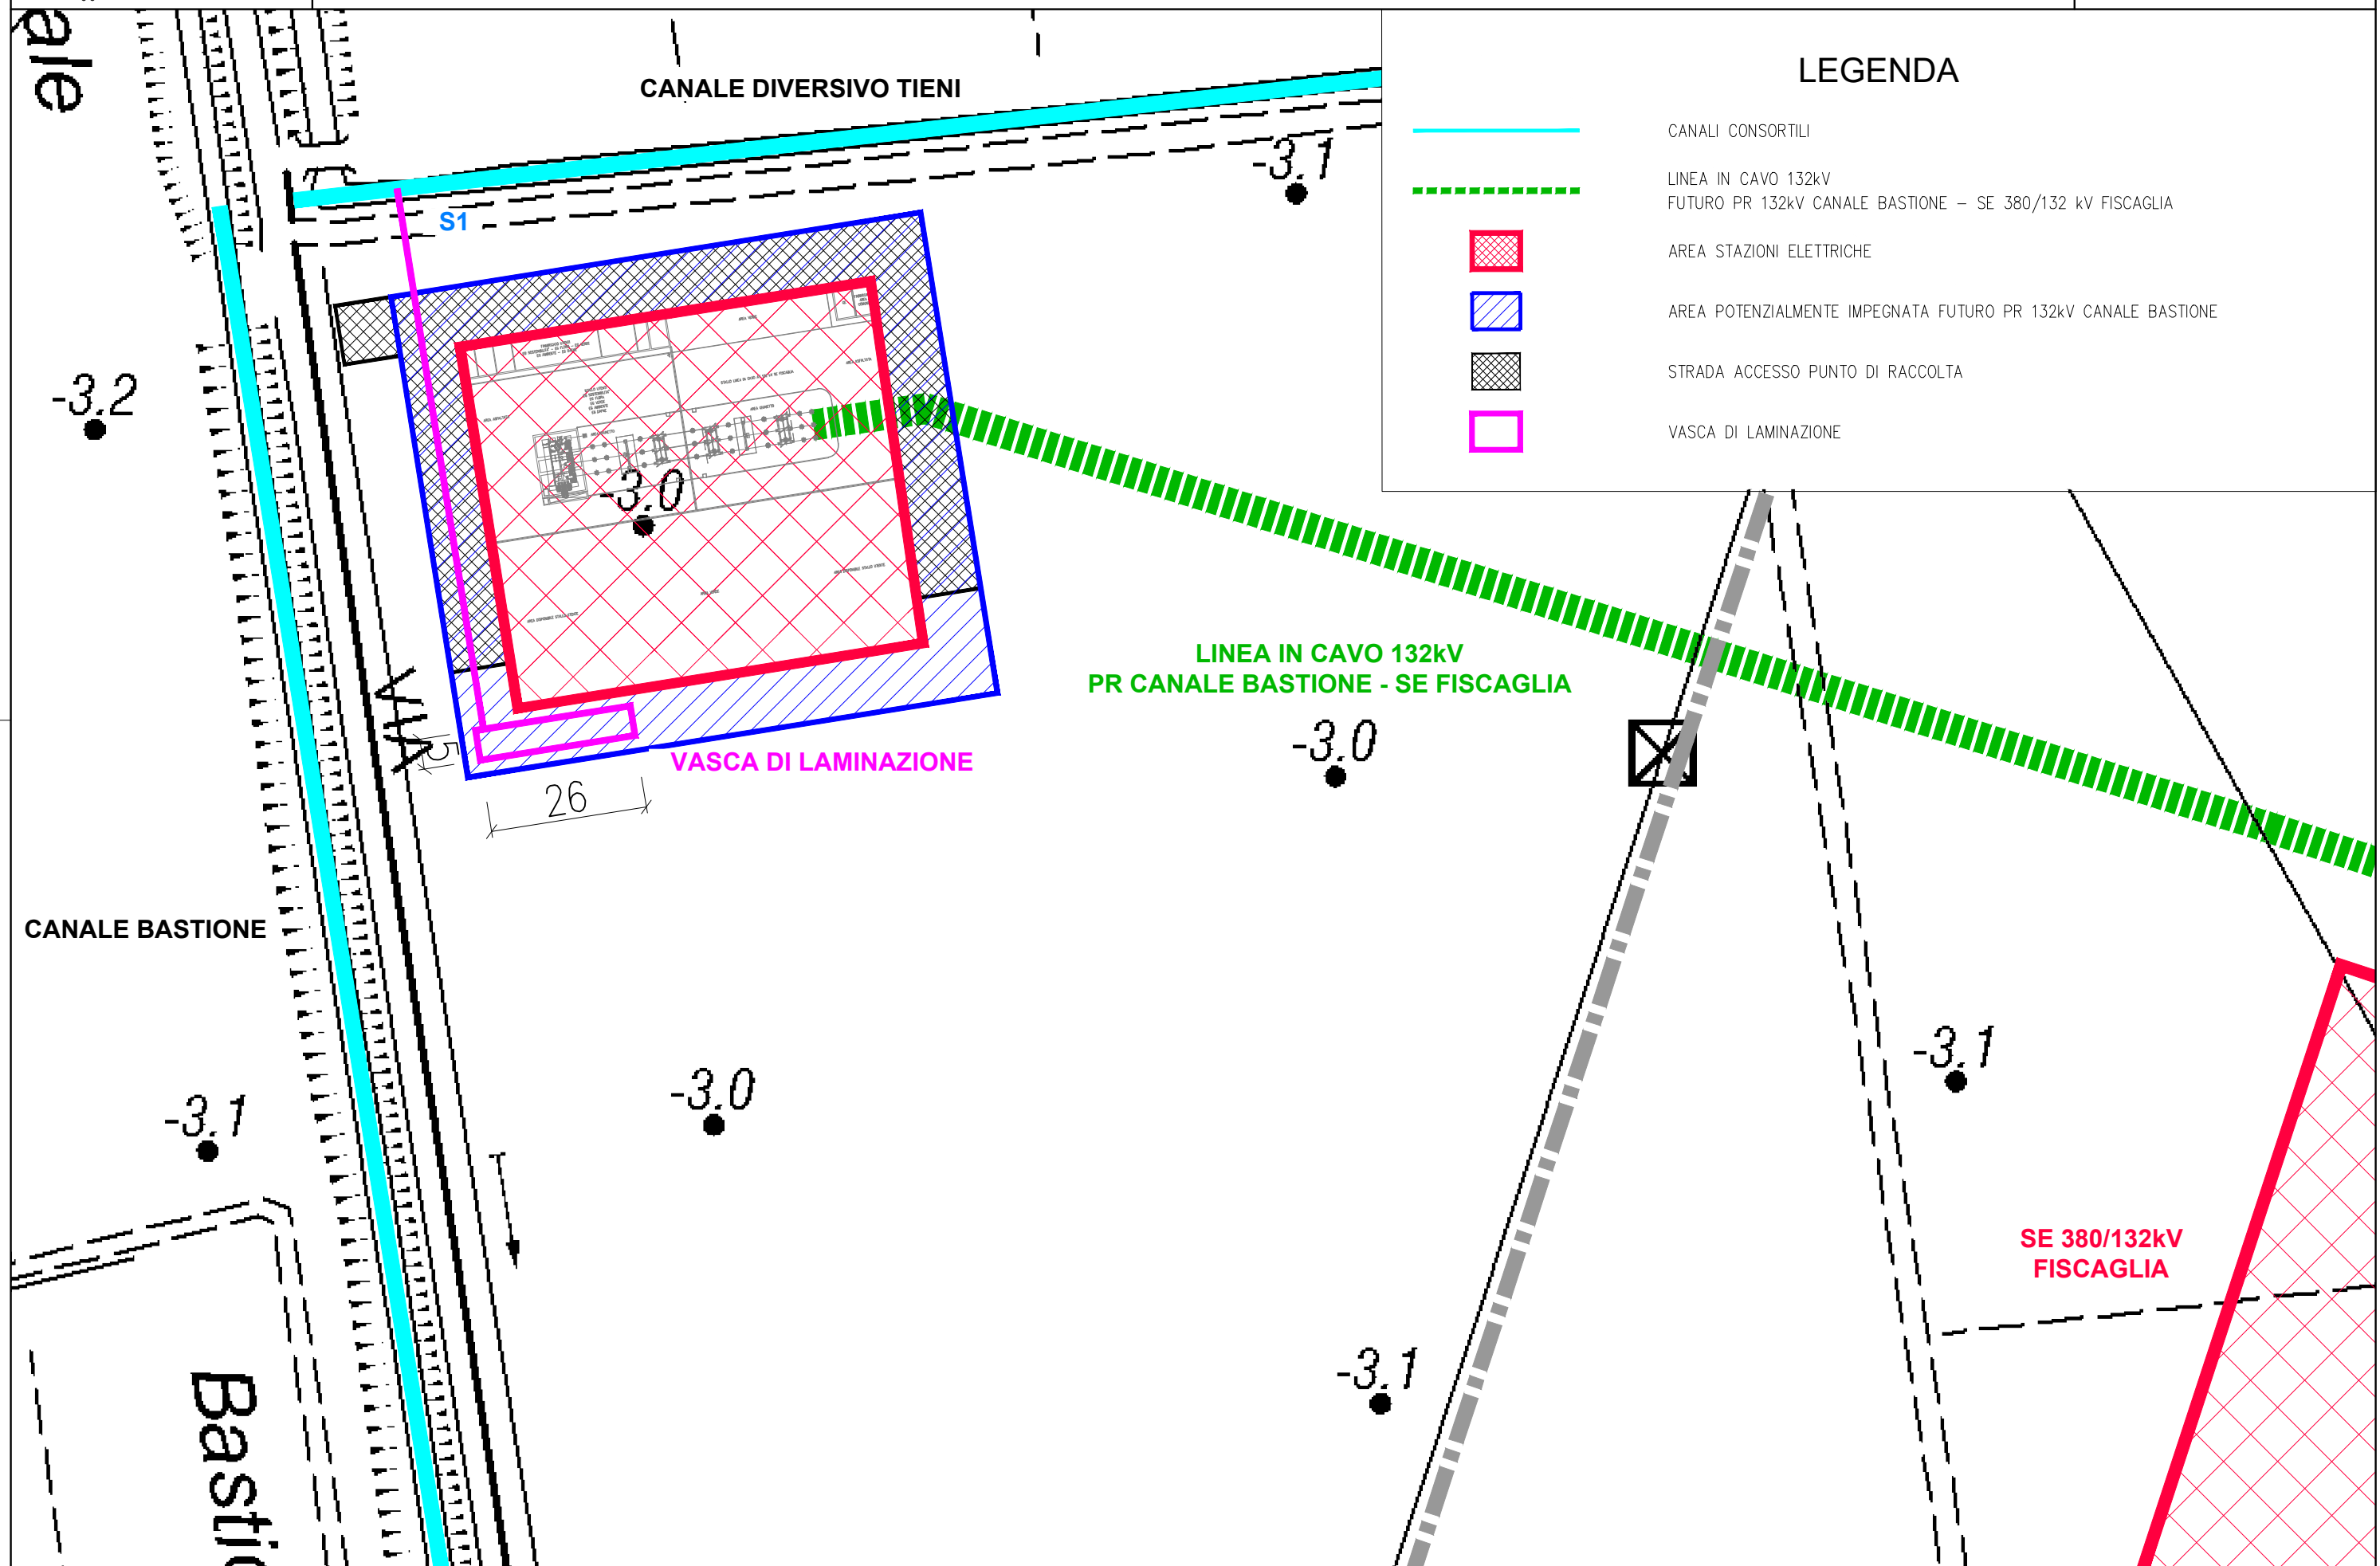 ale
CANALE DIVERSIVO TIENI
-3.1
S1
LEGENDA
CANALI CONSORTILI
LINEA IN CAVO 132kV
FUTURO PR 132kV CANALE BASTIONE – SE 380/132 kV FISCAGLIA
AREA STAZIONI ELETTRICHE
AREA POTENZIALMENTE IMPEGNATA FUTURO PR 132kV CANALE BASTIONE
STRADA ACCESSO PUNTO DI RACCOLTA
VASCA DI LAMINAZIONE
-3.2
-3.0
LINEA IN CAVO 132kV
PR CANALE BASTIONE - SE FISCAGLIA
-3.0
VIA
5
VASCA DI LAMINAZIONE
26
CANALE BASTIONE
-3.1
-3.0
-3.1
SE 380/132kV
FISCAGLIA
-3.1
Bastio